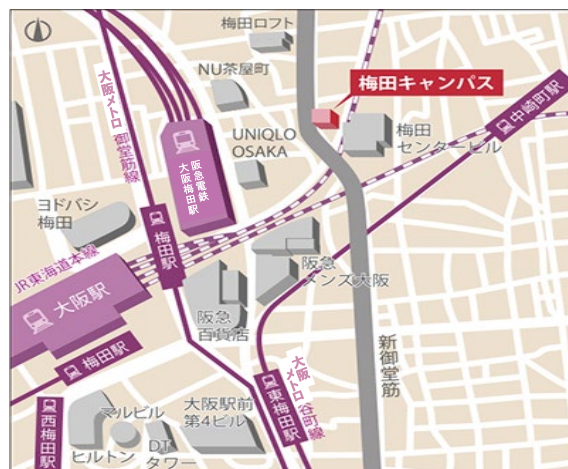 梅田ロフト
NU茶屋町
大阪メトロ 御堂筋線
梅田キャンパス
中崎町駅
UNIQLO
OSAKA
阪急電鉄
大阪梅田駅
梅田
センタービル
ヨドバシ
梅田
梅田駅
JR東海道本線
大阪駅
阪急
メンズ大阪
阪急
百貨店
梅田駅
新御堂筋
大阪メトロ 谷町線
東梅田駅
西梅田駅
マルビル
ヒルトン
DT
タワー
大阪駅前
第4ビル